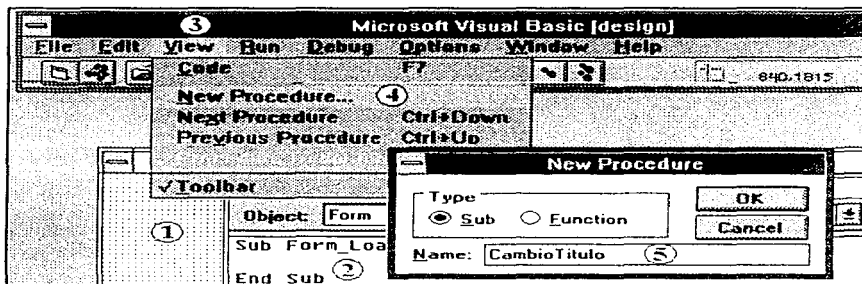 ③
Microsoft Visual Basic [design]
File Edit View Run Debug Options Window Help
840,1815
Code F7
New Procedure... ④
Next Procedure Ctrl+Down
Previous Procedure Ctrl+Up
✓Toolbar
①
Object: Form
Sub Form_Loa
②
End Sub
New Procedure
Type
Sub Function
OK
Cancel
Name: CambioTitulo ⑤